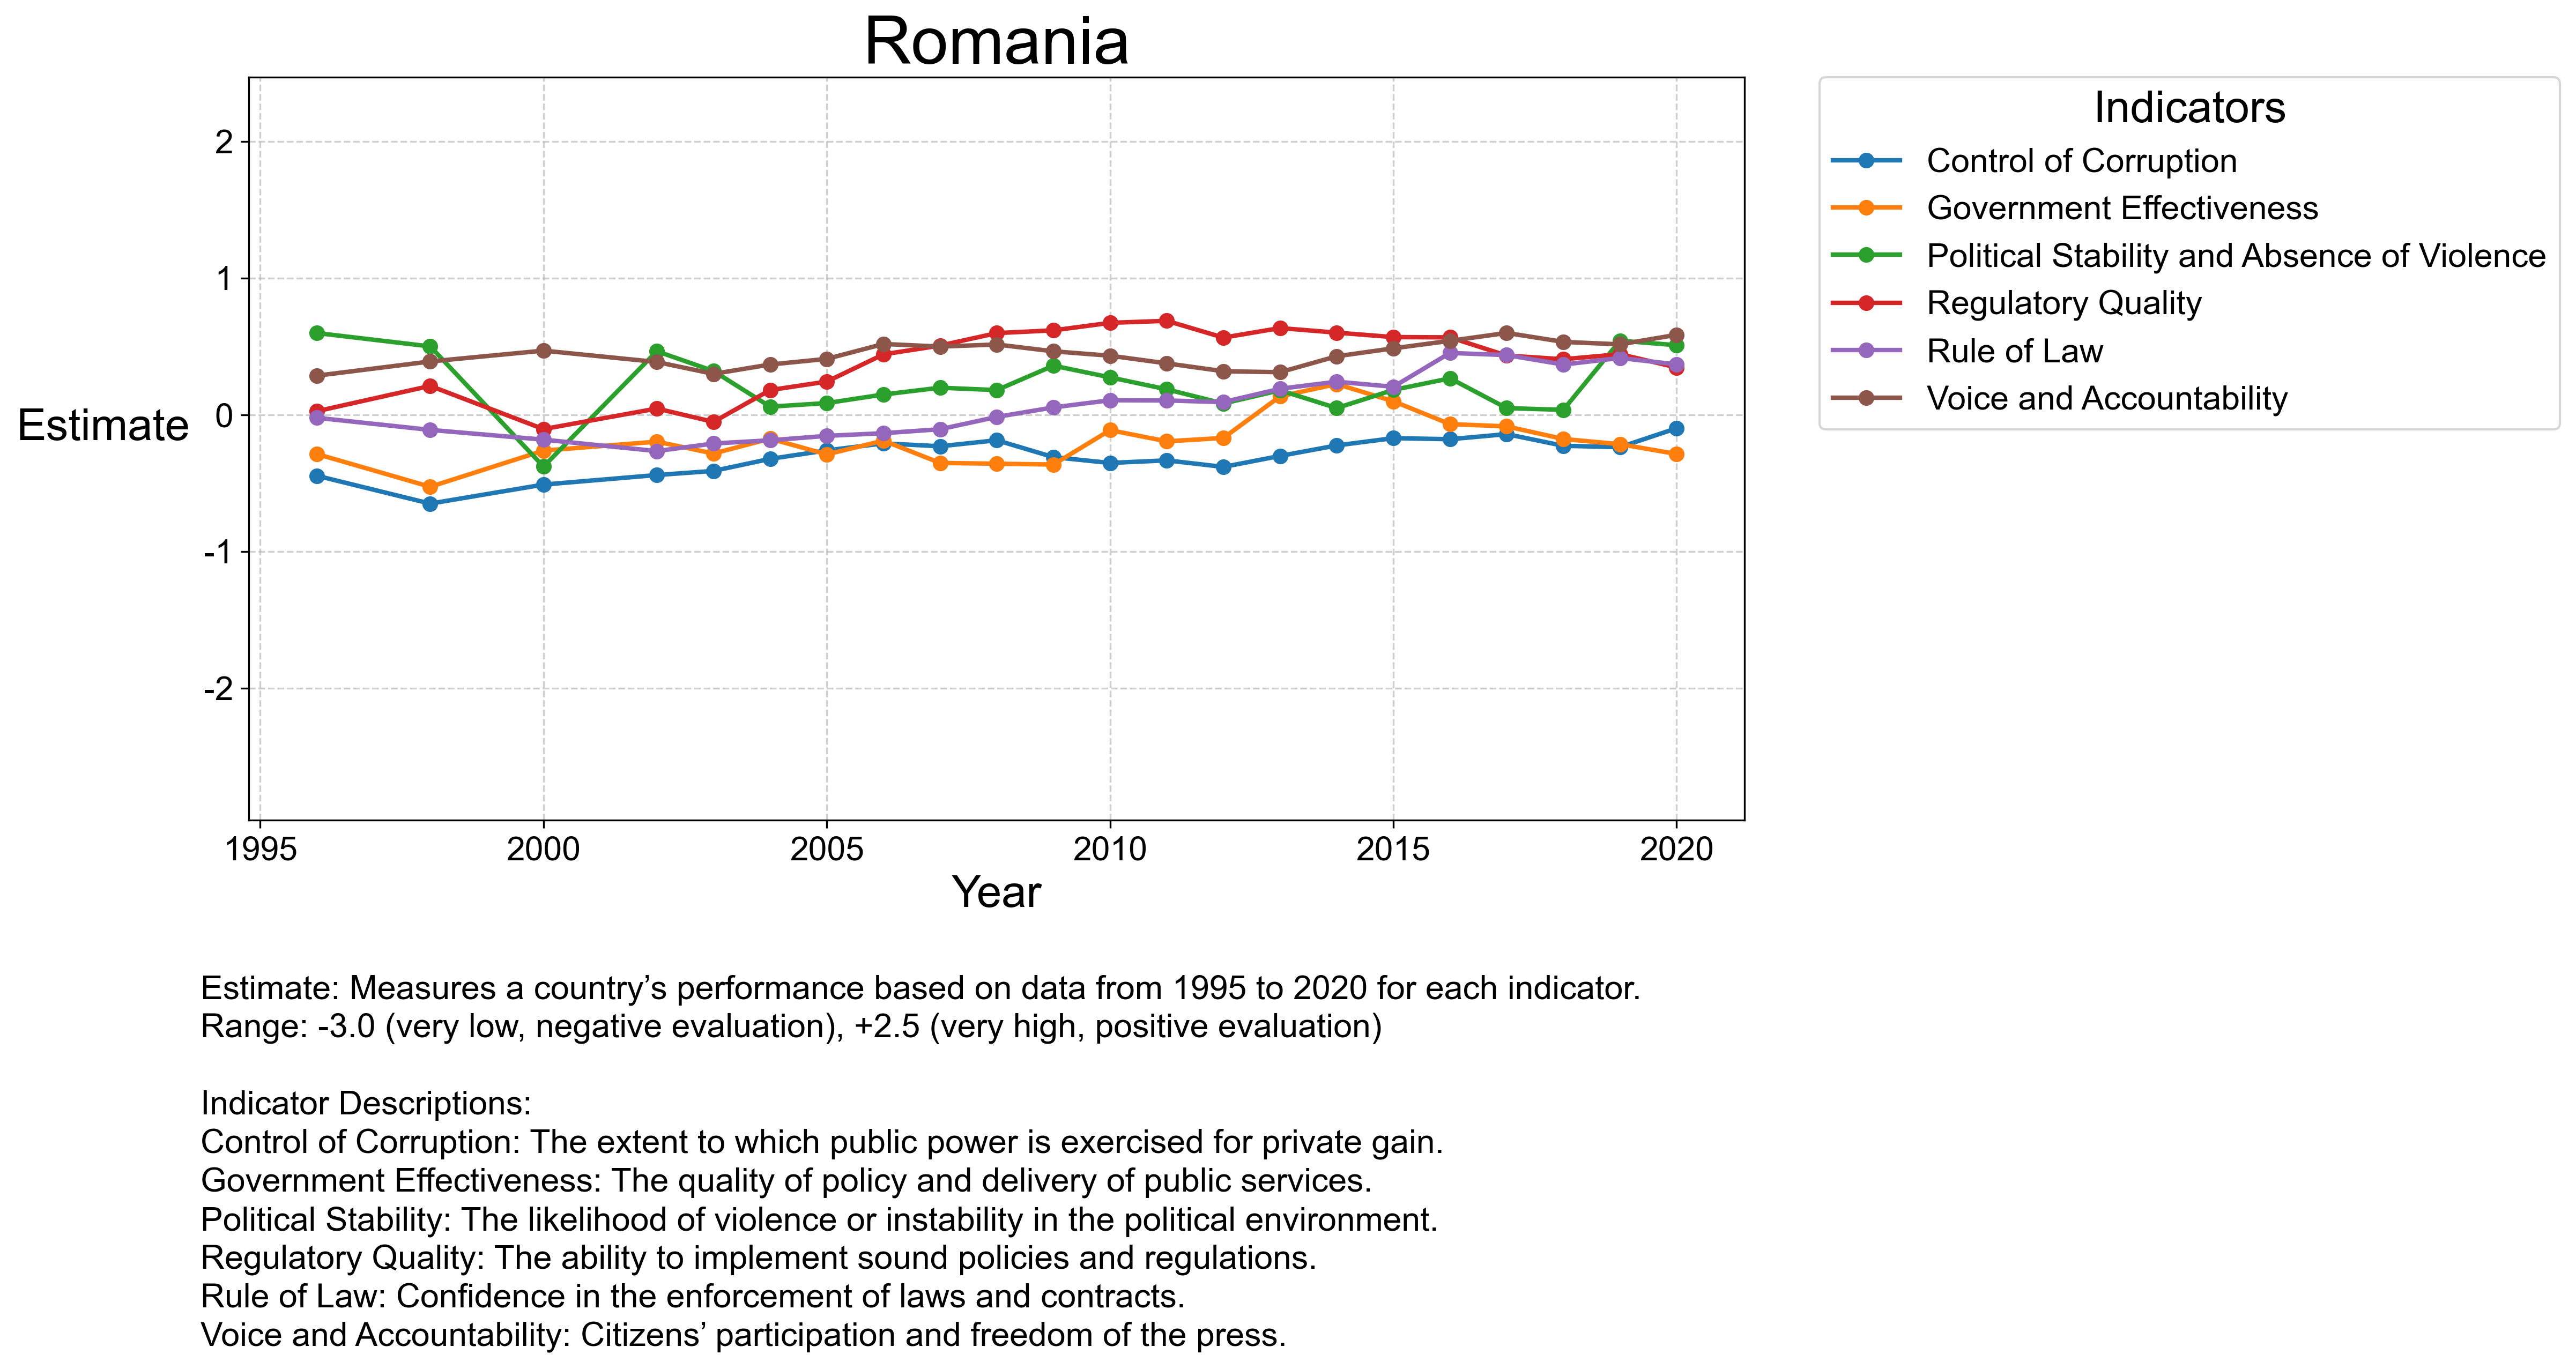 Romania
Estimate
2
1
0
-1
-2
1995 2000 2005 2010 2015 2020
Year
Indicators
Control of Corruption
Government Effectiveness
Political Stability and Absence of Violence
Regulatory Quality
Rule of Law
Voice and Accountability
Estimate: Measures a country’s performance based on data from 1995 to 2020 for each indicator.
Range: -3.0 (very low, negative evaluation), +2.5 (very high, positive evaluation)
Indicator Descriptions:
Control of Corruption: The extent to which public power is exercised for private gain.
Government Effectiveness: The quality of policy and delivery of public services.
Political Stability: The likelihood of violence or instability in the political environment.
Regulatory Quality: The ability to implement sound policies and regulations.
Rule of Law: Confidence in the enforcement of laws and contracts.
Voice and Accountability: Citizens’ participation and freedom of the press.